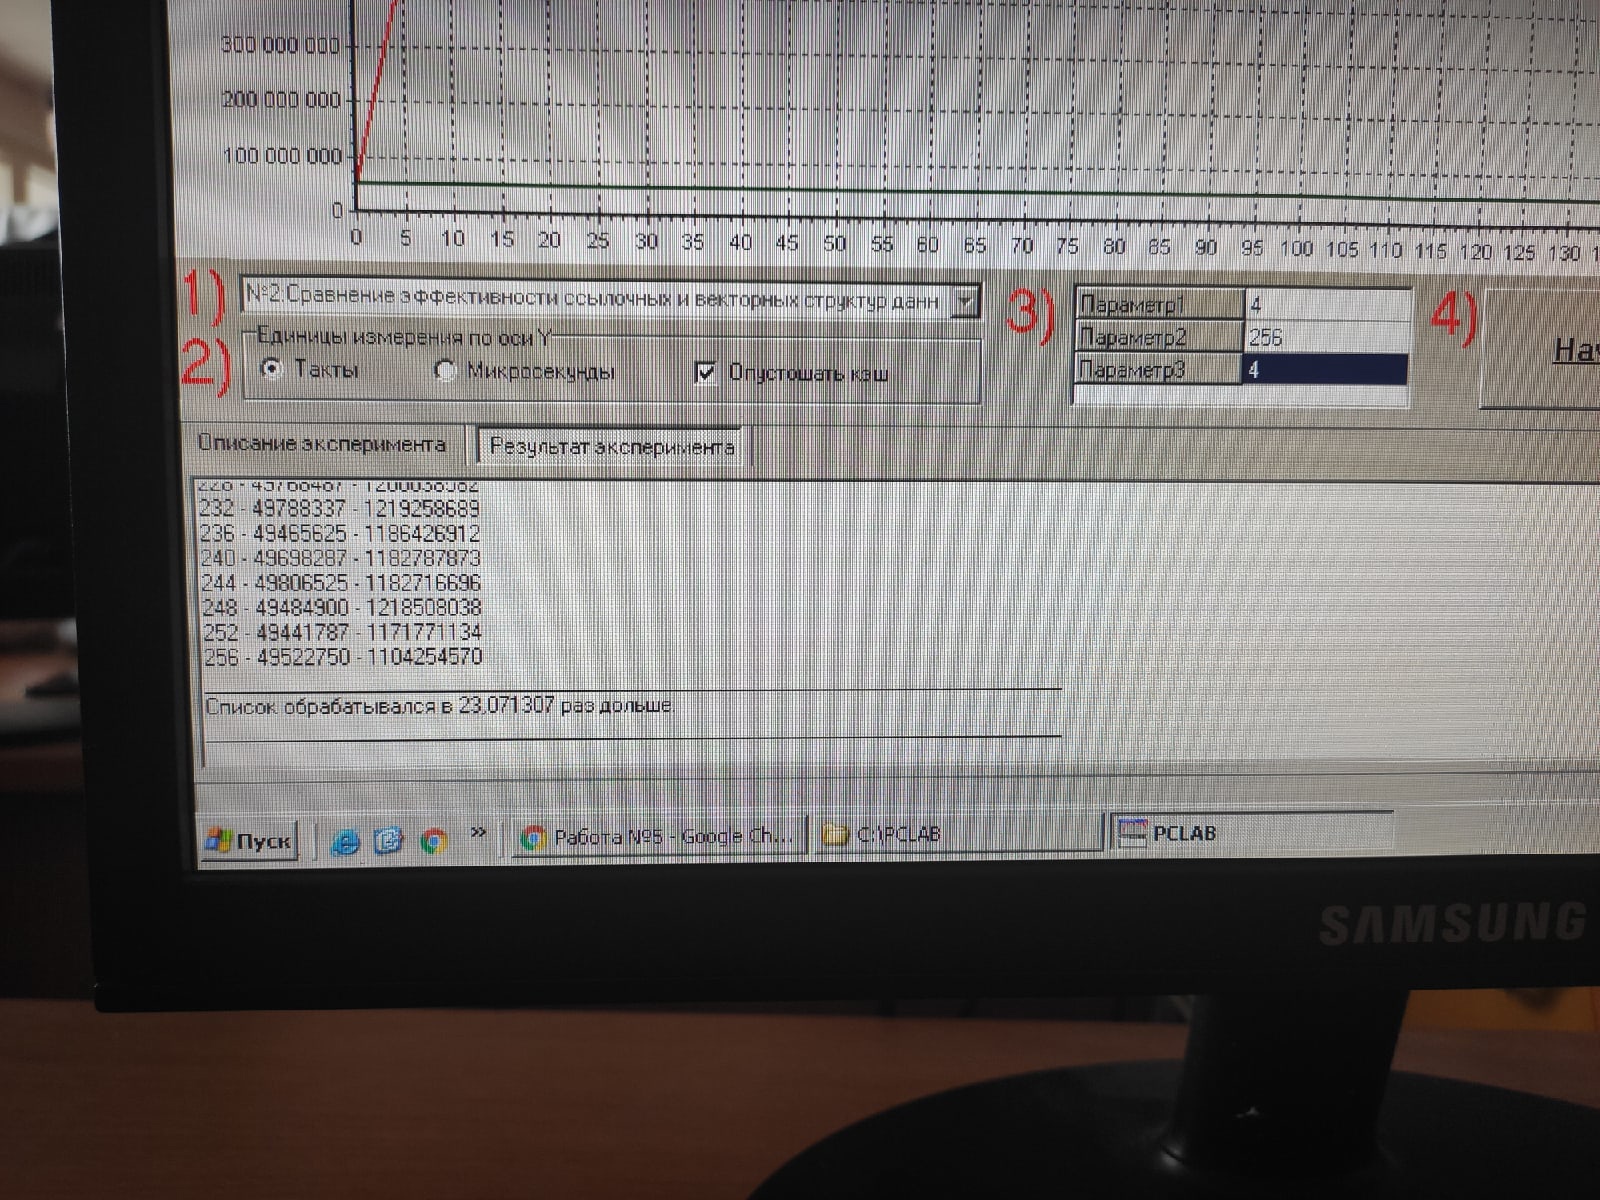 300 000 000
200 000 000
100 000 000
0
0 5 10 15 20 25 30 35 40 45 50 55 60 65 70 75 80 85 90 95 100 105 110 115 120 125 130
1)
№2:Сравнение эффективности ссылочных и векторных структур данн
2)
Единицы измерения по оси Y
Такты
Микросекунды
Опустошать кэш
3)
Параметр1 4
Параметр2 256
Параметр3 4
4)
Описание эксперимента
Результат эксперимента
232 - 49788337 - 1219258689
236 - 49465625 - 1186426912
240 - 49698287 - 1182787873
244 - 49806525 - 1182716696
248 - 49484900 - 1218508038
252 - 49441787 - 1171771134
256 - 49522750 - 1104254570
Список обрабатывался в 23,071307 раз дольше.
Пуск
»
Работа №5 - Google Ch...
C:\PCLAB
PCLAB
SAMSUNG